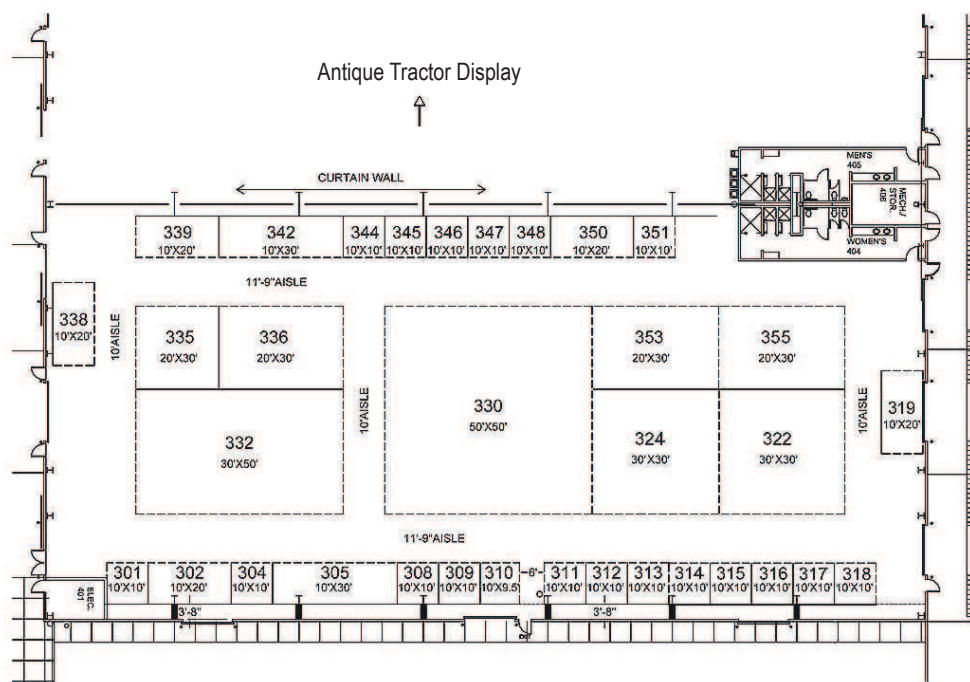 Antique Tractor Display
CURTAIN WALL
MEN'S
405
MECH./
STOR.
406
WOMEN'S
404
339
10'X20'
342
10'X30'
344
10'X10'
345
10'X10'
346
10'X10'
347
10'X10'
348
10'X10'
350
10'X20'
351
10'X10'
11'-9"AISLE
338
10'X20'
10'AISLE
335
20'X30'
336
20'X30'
332
30'X50'
10'AISLE
330
50'X50'
353
20'X30'
355
20'X30'
324
30'X30'
322
30'X30'
10'AISLE
319
10'X20'
11'-9"AISLE
301
10'X10'
302
10'X20'
304
10'X10'
305
10'X30'
308
10'X10'
309
10'X10'
310
10'X9.5'
6'
311
10'X10'
312
10'X10'
313
10'X10'
314
10'X10'
315
10'X10'
316
10'X10'
317
10'X10'
318
10'X10'
ELEC.
401
3'-8"
3'-8"